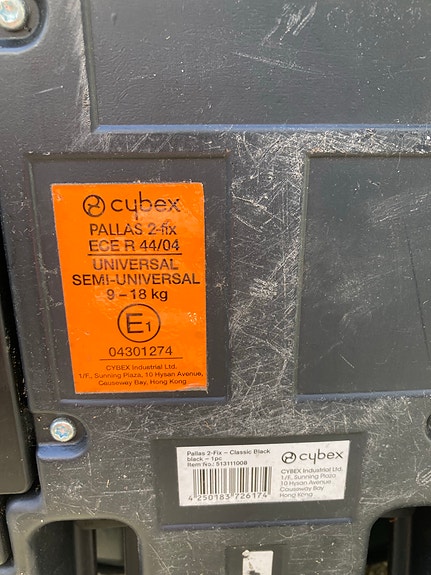 cybex
PALLAS 2-fix
ECE R 44/04
UNIVERSAL
SEMI-UNIVERSAL
9 – 18 kg
E1
04301274
CYBEX Industrial Ltd.
1/F., Sunning Plaza, 10 Hysan Avenue,
Causeway Bay, Hong Kong
Pallas 2-Fix – Classic Black
black – 1pc
Item No.: 513111008
4 250183 726174
cybex
CYBEX Industrial Ltd.
1/F, Sunning Plaza,
10 Hysan Avenue
Causeway Bay
Hong Kong